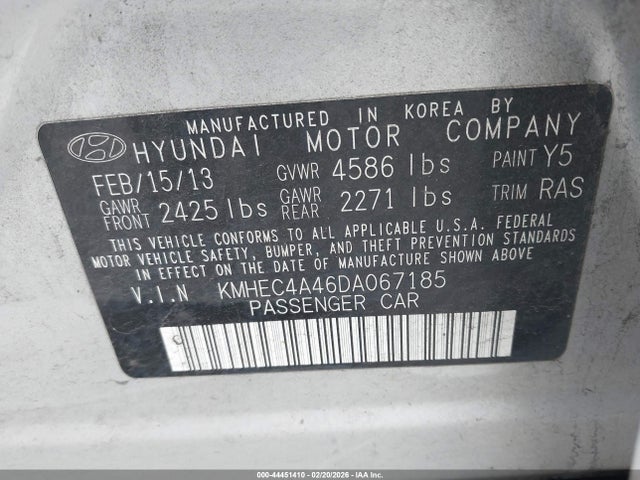 MANUFACTURED IN KOREA BY
HYUNDAI MOTOR COMPANY
FEB/15/13 GVWR 4586 lbs PAINT Y5
GAWR FRONT 2425 lbs GAWR REAR 2271 lbs TRIM RAS
THIS VEHICLE CONFORMS TO ALL APPLICABLE U.S.A. FEDERAL
MOTOR VEHICLE SAFETY, BUMPER, AND THEFT PREVENTION STANDARDS
IN EFFECT ON THE DATE OF MANUFACTURE SHOWN ABOVE.
V.I.N KMHEC4A46DA067185
PASSENGER CAR
000-44451410 | 02/20/2026 - IAAI, Inc.